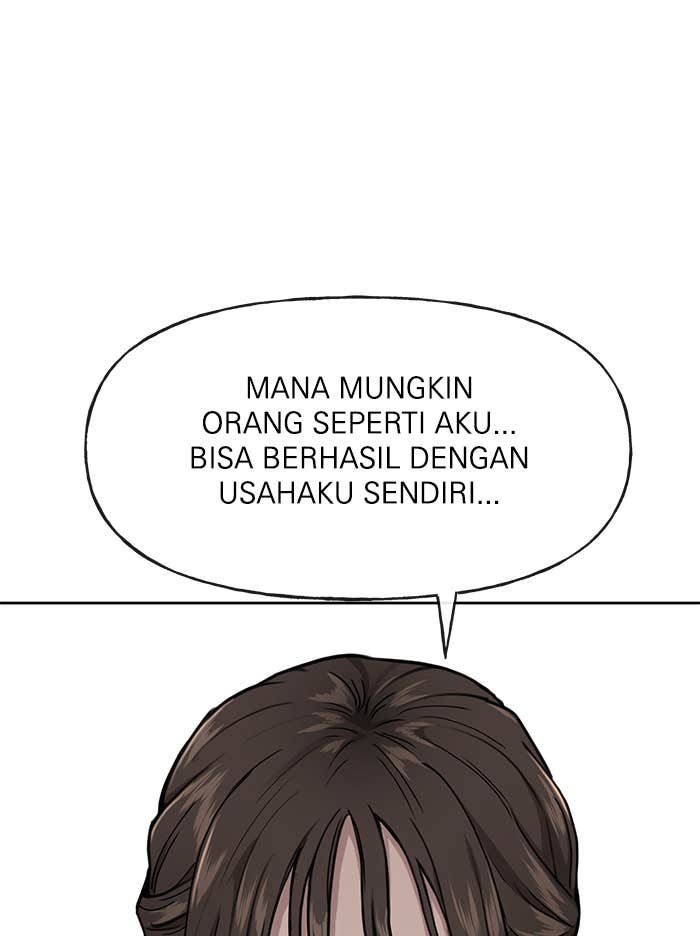 MANA MUNGKIN
ORANG SEPERTI AKU...
BISA BERHASIL DENGAN
USAHAKU SENDIRI...